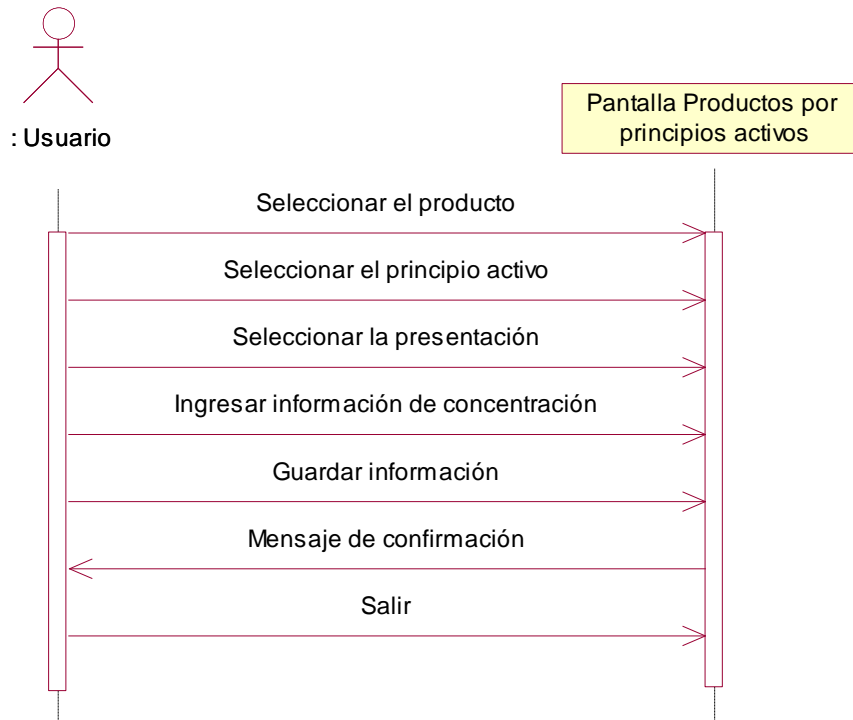 : Usuario
Pantalla Productos por
principios activos
Seleccionar el producto
Seleccionar el principio activo
Seleccionar la presentación
Ingresar información de concentración
Guardar información
Mensaje de confirmación
Salir